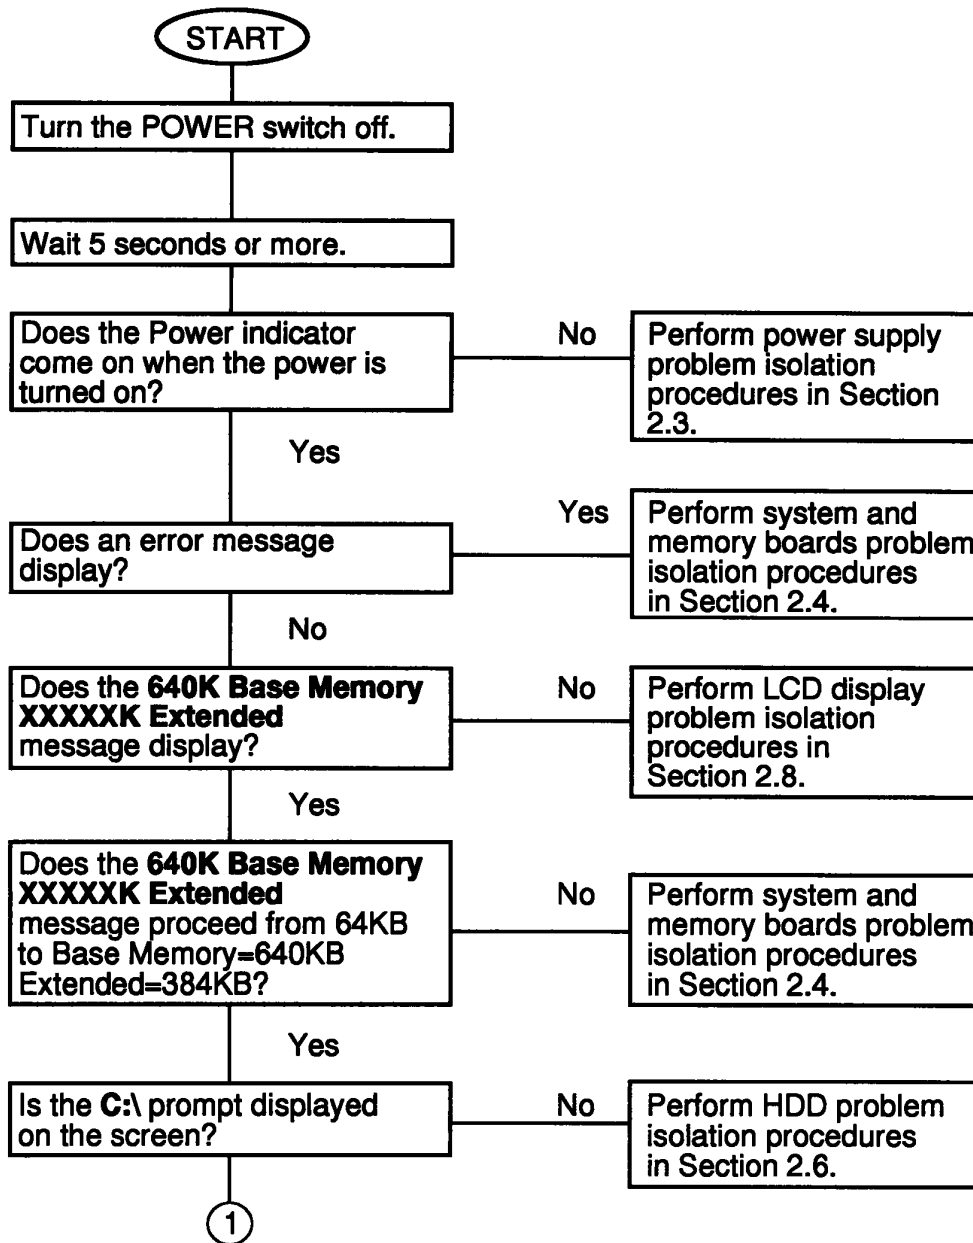 START
Turn the POWER switch off.
Wait 5 seconds or more.
Does the Power indicator
come on when the power is
turned on?
No
Perform power supply
problem isolation
procedures in Section
2.3.
Yes
Does an error message
display?
Yes
Perform system and
memory boards problem
isolation procedures
in Section 2.4.
No
Does the 640K Base Memory
XXXXXK Extended
message display?
No
Perform LCD display
problem isolation
procedures in
Section 2.8.
Yes
Does the 640K Base Memory
XXXXXK Extended
message proceed from 64KB
to Base Memory=640KB
Extended=384KB?
No
Perform system and
memory boards problem
isolation procedures
in Section 2.4.
Yes
Is the C:\ prompt displayed
on the screen?
No
Perform HDD problem
isolation procedures
in Section 2.6.
1